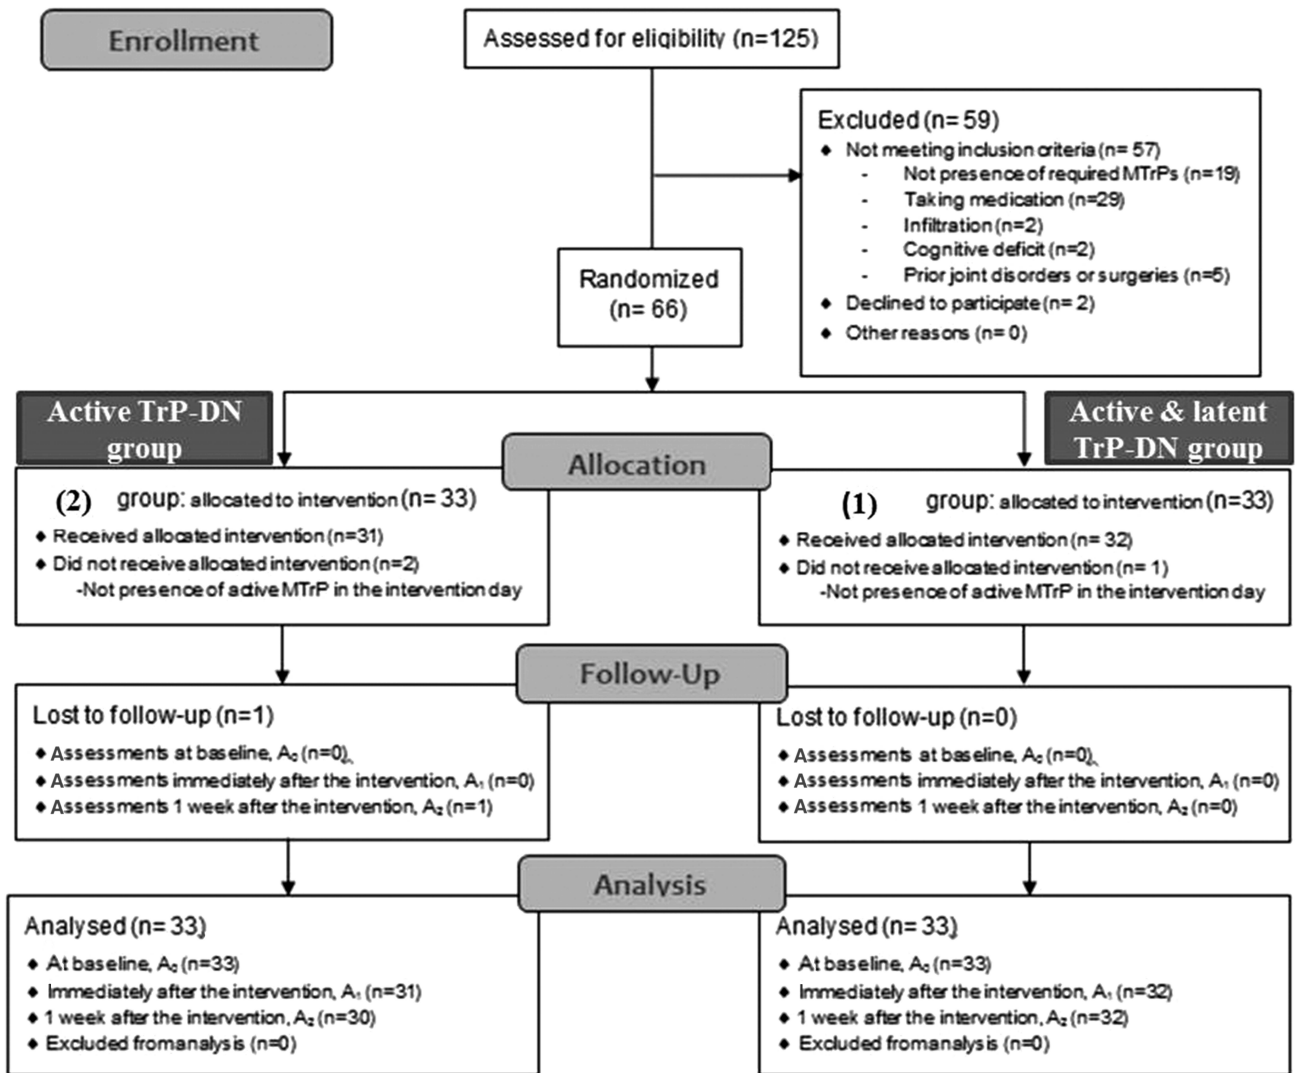 Enrollment
Assessed for eligibility (n=125)
Excluded (n= 59)
♦ Not meeting inclusion criteria (n= 57)
- Not presence of required MTrPs (n=19)
- Taking medication (n=29)
- Infiltration (n=2)
- Cognitive deficit (n=2)
- Prior joint disorders or surgeries (n=5)
♦ Declined to participate (n= 2)
♦ Other reasons (n= 0)
Randomized
(n= 66)
Active TrP-DN
group
Active & latent
TrP-DN group
Allocation
(2) group: allocated to intervention (n= 33)
♦ Received allocated intervention (n=31)
♦ Did not receive allocated intervention (n=2)
-Not presence of active MTrP in the intervention day
(1) group: allocated to intervention (n=33)
♦ Received allocated intervention (n= 32)
♦ Did not receive allocated intervention (n= 1)
-Not presence of active MTrP in the intervention day
Follow-Up
Lost to follow-up (n=1)
♦ Assessments at baseline, A₀ (n=0),
♦ Assessments immediately after the intervention, A₁ (n=0)
♦ Assessments 1 week after the intervention, A₂ (n=1)
Lost to follow-up (n=0)
♦ Assessments at baseline, A₀ (n=0),
♦ Assessments immediately after the intervention, A₁ (n=0)
♦ Assessments 1 week after the intervention, A₂ (n=0)
Analysis
Analysed (n= 33)
♦ At baseline, A₀ (n=33)
♦ Immediately after the intervention, A₁ (n=31)
♦ 1 week after the intervention, A₂ (n=30)
♦ Excluded fromanalysis (n=0)
Analysed (n= 33)
♦ At baseline, A₀ (n=33)
♦ Immediately after the intervention, A₁ (n=32)
♦ 1 week after the intervention, A₂ (n=32)
♦ Excluded fromanalysis (n=0)